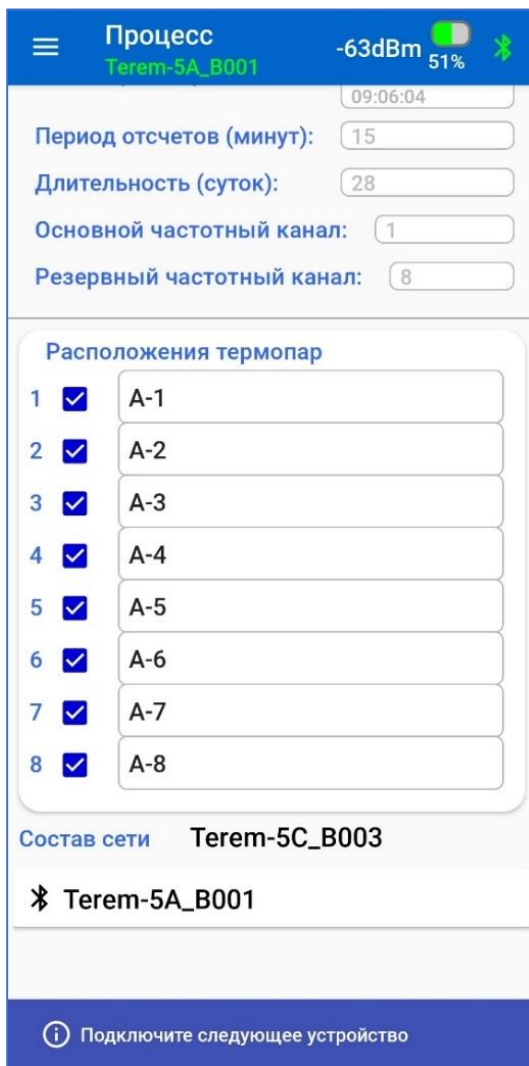 Процесс
Terem-5A_B001
-63dBm
51%
09:06:04
Период отсчетов (минут): 15
Длительность (суток): 28
Основной частотный канал: 1
Резервный частотный канал: 8
Расположения термопар
1 А-1
2 А-2
3 А-3
4 А-4
5 А-5
6 А-6
7 А-7
8 А-8
Состав сети Terem-5C_B003
Terem-5A_B001
Подключите следующее устройство